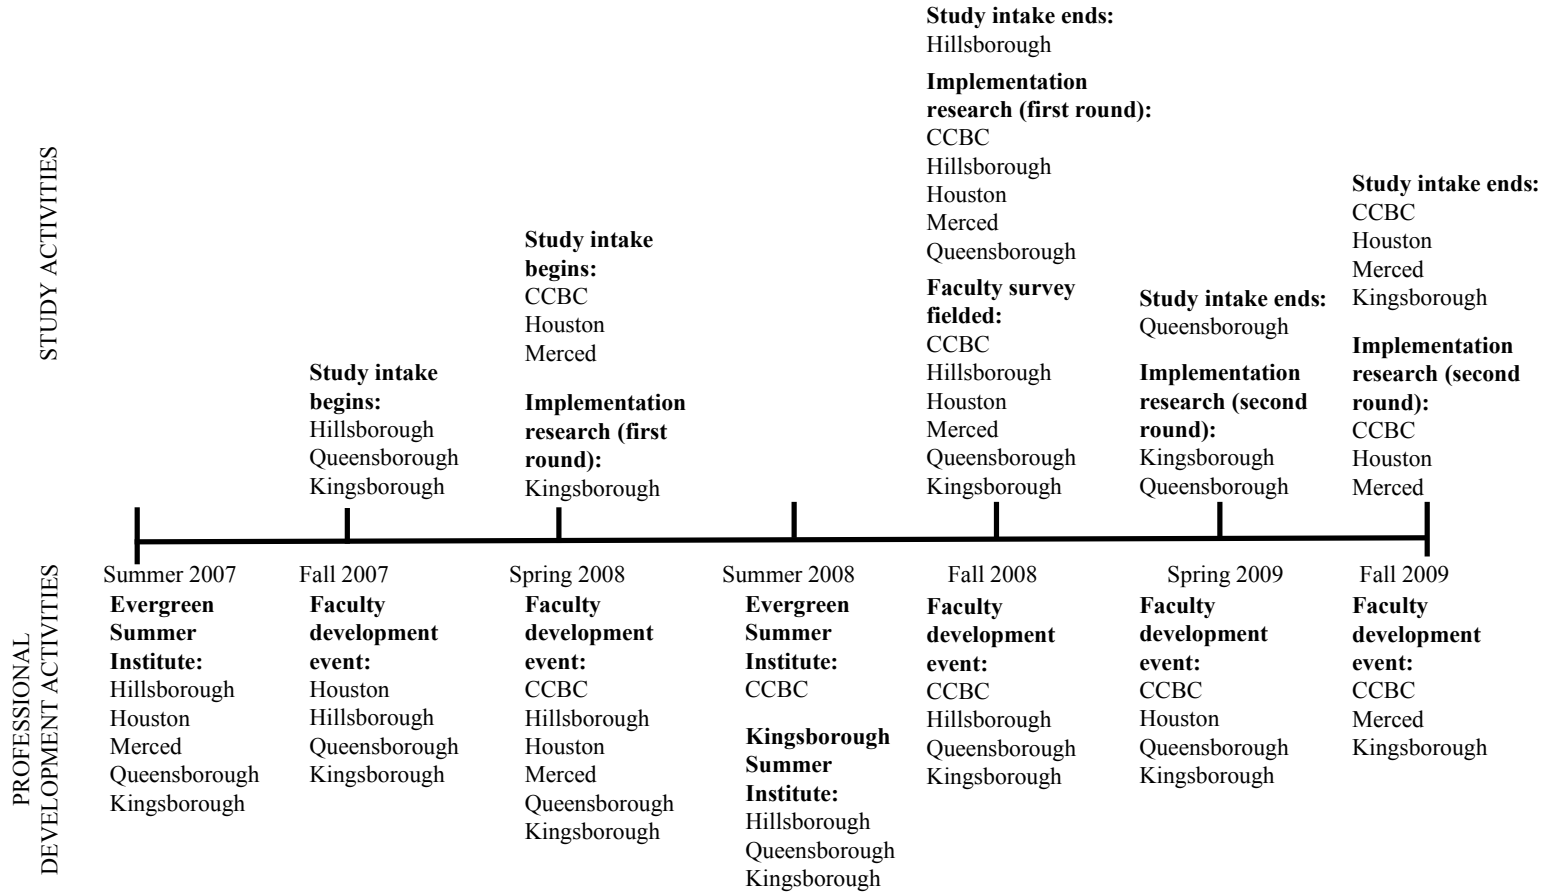 STUDY ACTIVITIES
Study intake
begins:
Hillsborough
Queensborough
Kingsborough
Study intake
begins:
CCBC
Houston
Merced
Implementation
research (first
round):
Kingsborough
Study intake ends:
Hillsborough
Implementation
research (first round):
CCBC
Hillsborough
Houston
Merced
Queensborough
Faculty survey
fielded:
CCBC
Hillsborough
Houston
Merced
Queensborough
Kingsborough
Study intake ends:
Queensborough
Implementation
research (second
round):
Kingsborough
Queensborough
Study intake ends:
CCBC
Houston
Merced
Kingsborough
Implementation
research (second
round):
CCBC
Houston
Merced
PROFESSIONAL
DEVELOPMENT ACTIVITIES
Summer 2007
Evergreen
Summer
Institute:
Hillsborough
Houston
Merced
Queensborough
Kingsborough
Fall 2007
Faculty
development
event:
Houston
Hillsborough
Queensborough
Kingsborough
Spring 2008
Faculty
development
event:
CCBC
Hillsborough
Houston
Merced
Queensborough
Kingsborough
Summer 2008
Evergreen
Summer
Institute:
CCBC
Kingsborough
Summer
Institute:
Hillsborough
Queensborough
Kingsborough
Fall 2008
Faculty
development
event:
CCBC
Hillsborough
Queensborough
Kingsborough
Spring 2009
Faculty
development
event:
CCBC
Houston
Queensborough
Kingsborough
Fall 2009
Faculty
development
event:
CCBC
Merced
Kingsborough